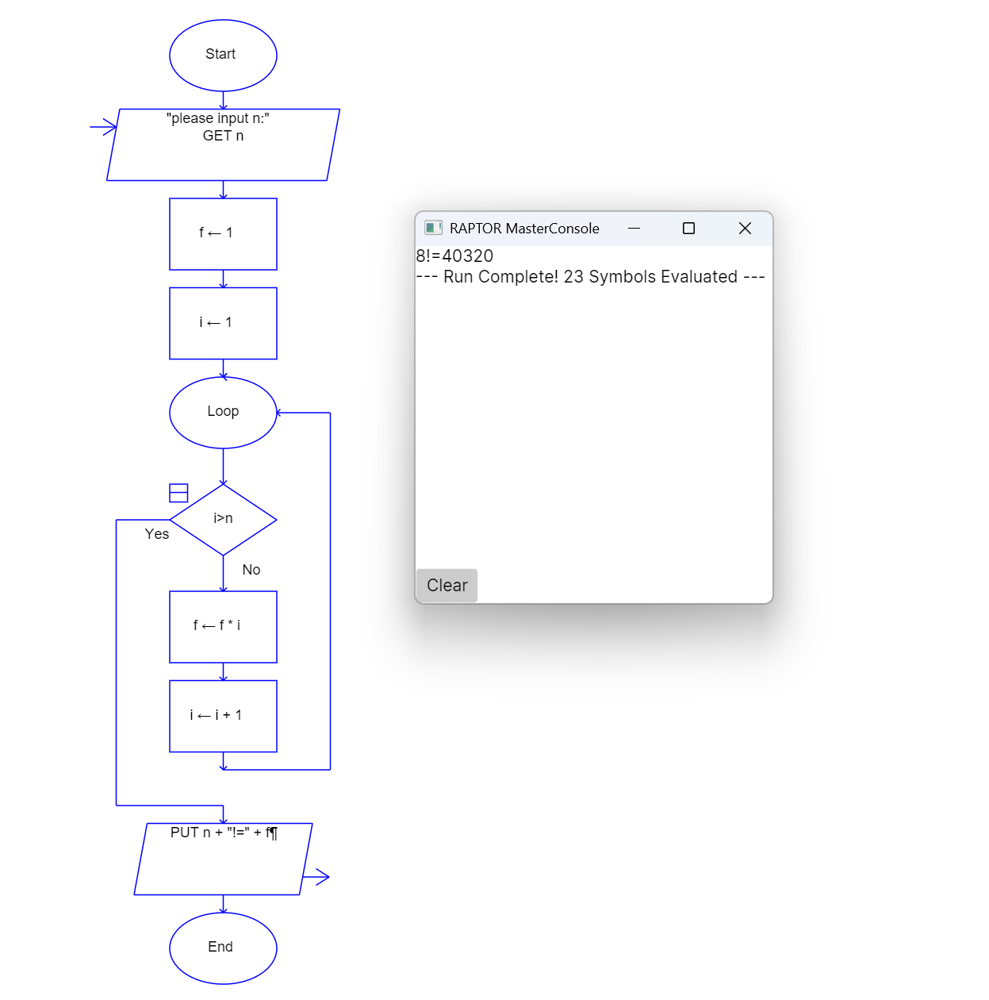 Start
"please input n:"
GET n
f ← 1
i ← 1
Loop
i>n
Yes
No
f ← f * i
i ← i + 1
PUT n + "!=" + f¶
End
RAPTOR MasterConsole
8!=40320
--- Run Complete! 23 Symbols Evaluated ---
Clear